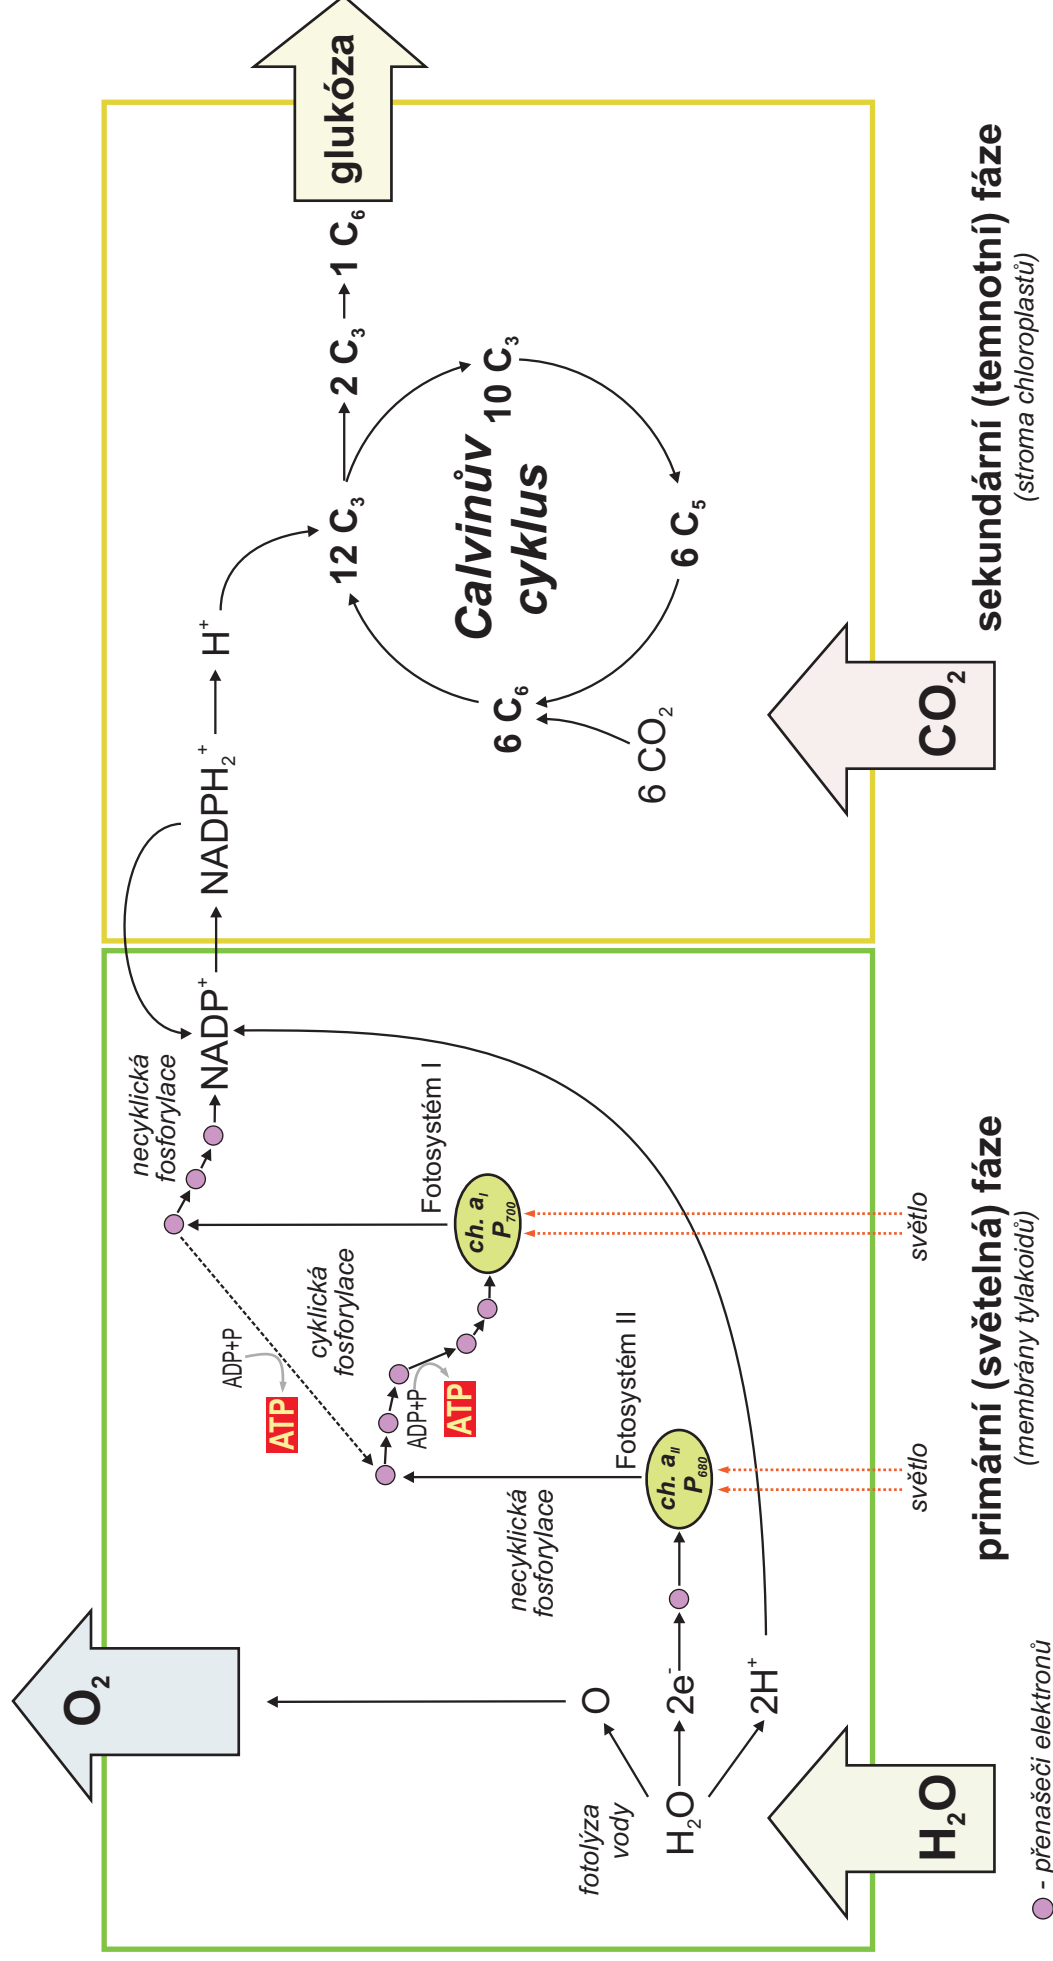 O₂
H₂O
fotolýza
vody
H₂O
O
2e⁻
2H⁺
necyklická
fosforylace
ch. aII
P680
Fotosystém II
světlo
ADP+P
ATP
cyklická
fosforylace
ADP+P
ATP
ch. aI
P700
Fotosystém I
světlo
necyklická
fosforylace
NADP⁺
NADPH₂⁺
H⁺
12 C₃
2 C₃
1 C₆
glukóza
Calvinův
cyklus
10 C₃
6 C₅
6 C₆
6 CO₂
CO₂
primární (světelná) fáze
(membrány tylakoidů)
sekundární (temnotní) fáze
(stroma chloroplastů)
- přenašeči elektronů